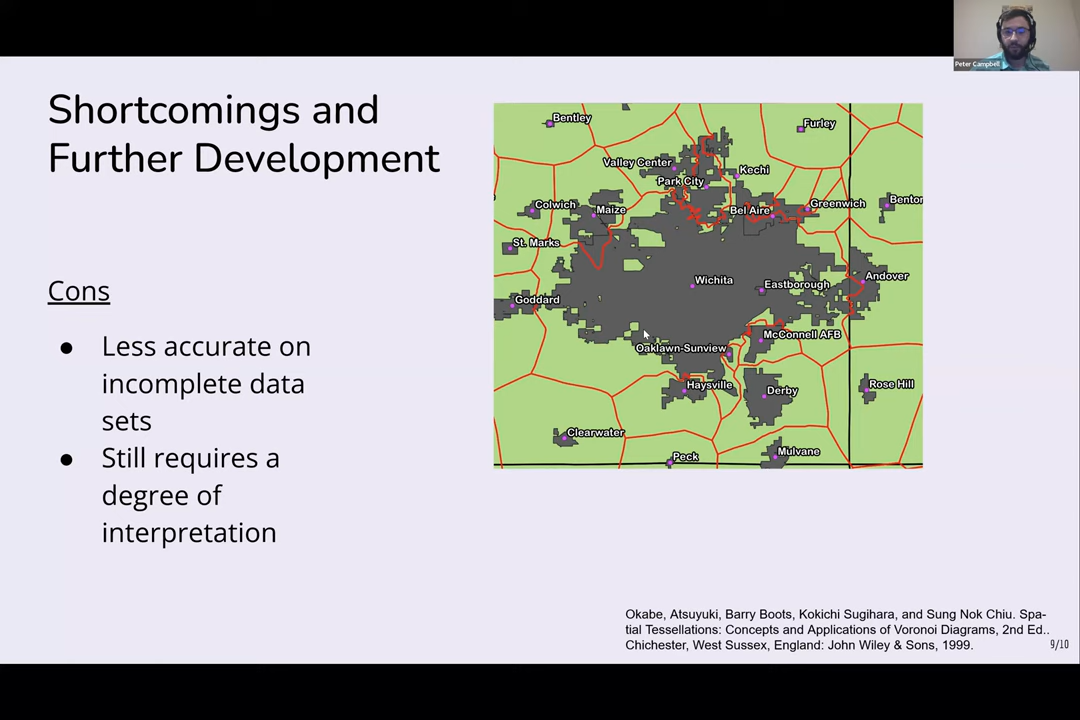 Peter Campbell
Shortcomings and
Further Development
Cons
● Less accurate on
incomplete data
sets
● Still requires a
degree of
interpretation
Bentley
Furley
Valley Center
Kechi
Park City
Colwich
Maize
Bel Aire
Greenwich
Benton
St. Marks
Wichita
Andover
Eastborough
Goddard
McConnell AFB
Oaklawn-Sunview
Haysville
Derby
Rose Hill
Clearwater
Mulvane
Peck
Okabe, Atsuyuki, Barry Boots, Kokichi Sugihara, and Sung Nok Chiu. Spa-
tial Tessellations: Concepts and Applications of Voronoi Diagrams, 2nd Ed..
Chichester, West Sussex, England: John Wiley & Sons, 1999.
9/10